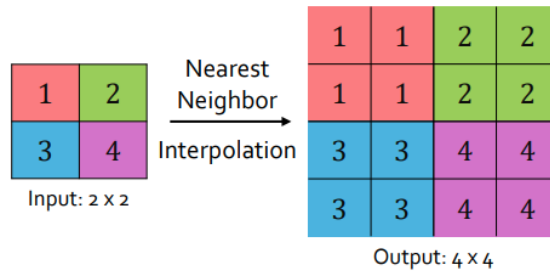 1 2
3 4
Input: 2 x 2
Nearest
Neighbor
Interpolation
1 1 2 2
1 1 2 2
3 3 4 4
3 3 4 4
Output: 4 x 4